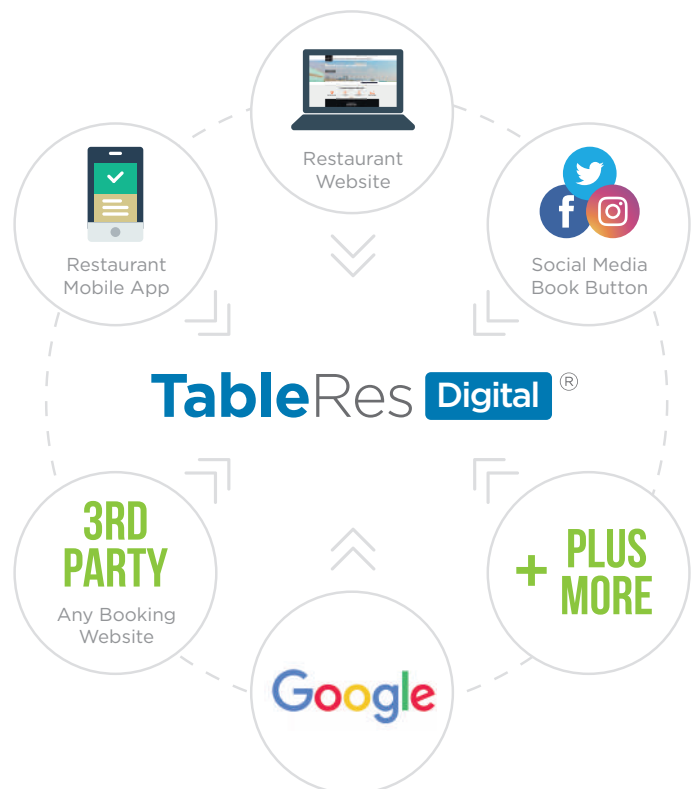 Restaurant
Website
Restaurant
Mobile App
Social Media
Book Button
TableRes Digital ®
3RD
PARTY
Any Booking
Website
+ PLUS
MORE
Google